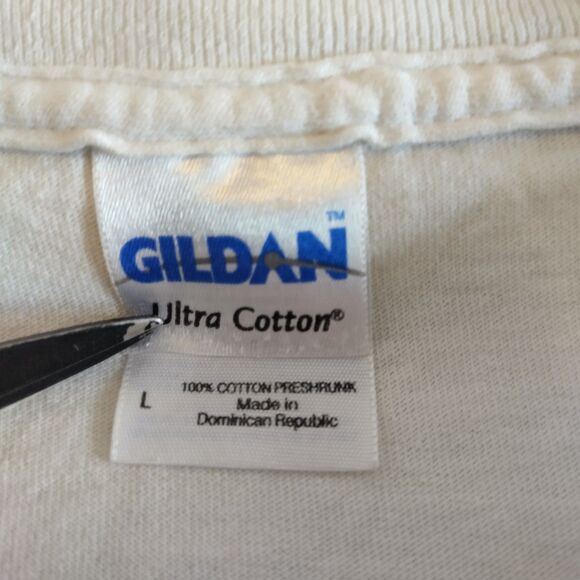 GILDAN™
Ultra Cotton®
L
100% COTTON PRESHRUNK
Made in
Dominican Republic